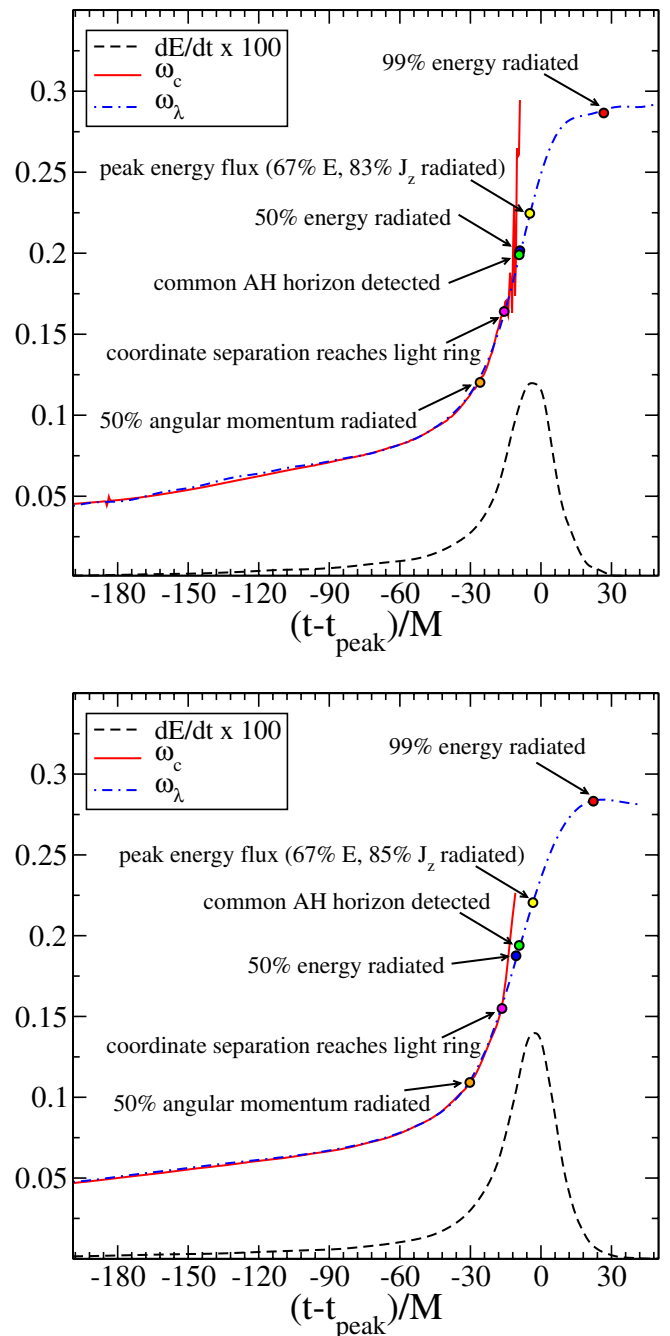 dE/dt x 100
ω_c
ω_λ
99% energy radiated
peak energy flux (67% E, 83% J_z radiated)
50% energy radiated
common AH horizon detected
coordinate separation reaches light ring
50% angular momentum radiated
0.3
0.25
0.2
0.15
0.1
0.05
-180 -150 -120 -90 -60 -30 0 30
(t-t_peak)/M
dE/dt x 100
ω_c
ω_λ
99% energy radiated
peak energy flux (67% E, 85% J_z radiated)
common AH horizon detected
50% energy radiated
coordinate separation reaches light ring
50% angular momentum radiated
0.3
0.25
0.2
0.15
0.1
0.05
-180 -150 -120 -90 -60 -30 0 30
(t-t_peak)/M